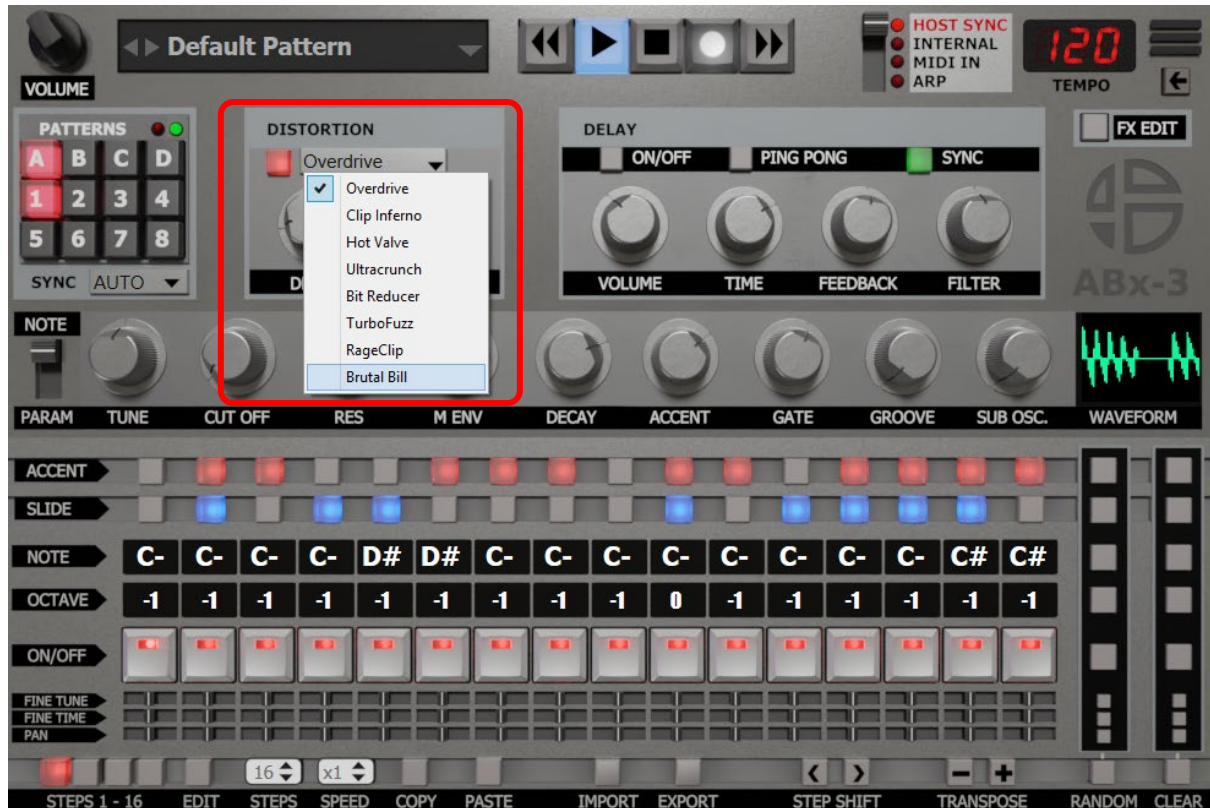 Default Pattern
HOST SYNC
INTERNAL
MIDI IN
ARP
120
VOLUME
TEMPO
PATTERNS
DISTORTION
DELAY
FX EDIT
A B C D
Overdrive
ON/OFF PING PONG SYNC
Overdrive
Clip Inferno
Hot Valve
Ultracrunch
Bit Reducer
TurboFuzz
RageClip
Brutal Bill
1 2 3 4
5 6 7 8
SYNC AUTO
VOLUME TIME FEEDBACK FILTER
ABx-3
NOTE
PARAM TUNE CUT OFF RES M ENV DECAY ACCENT GATE GROOVE SUB OSC. WAVEFORM
ACCENT
SLIDE
NOTE C- C- C- C- D# D# C- C- C- C- C- C- C- C- C# C#
OCTAVE -1 -1 -1 -1 -1 -1 -1 -1 -1 0 -1 -1 -1 -1 -1 -1
ON/OFF
FINE TUNE
FINE TIME
PAN
16 x1 < > - +
STEPS 1 - 16 EDIT STEPS SPEED COPY PASTE IMPORT EXPORT STEP SHIFT TRANSPOSE RANDOM CLEAR